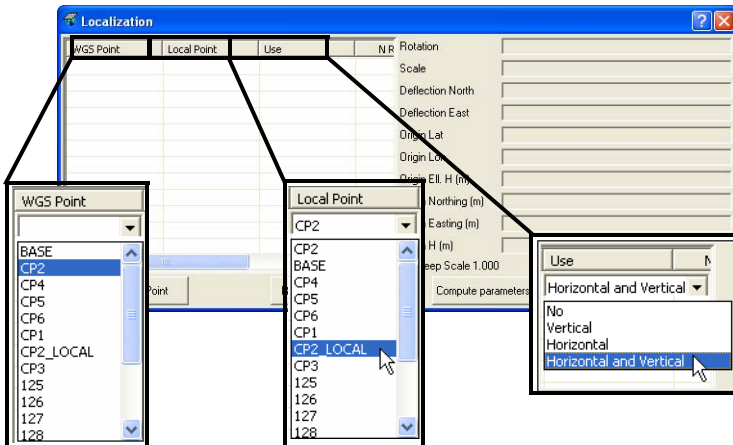 Localization
WGS Point Local Point Use N R
Rotation
Scale
Deflection North
Deflection East
Origin Lat
Origin Lon
Origin Ell. H (m)
Northing (m)
Easting (m)
H (m)
Scale 1.000
Point
Compute parameters
WGS Point
BASE
CP2
CP4
CP5
CP6
CP1
CP2_LOCAL
CP3
125
126
127
128
Local Point
CP2
CP2
BASE
CP4
CP5
CP6
CP1
CP2_LOCAL
CP3
125
126
127
128
Use N
Horizontal and Vertical
No
Vertical
Horizontal
Horizontal and Vertical